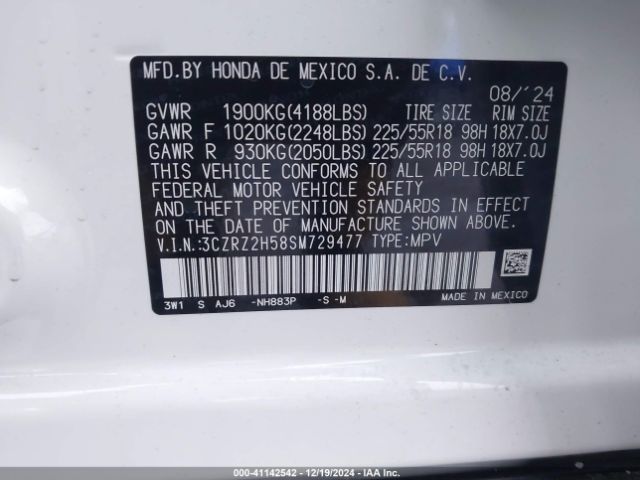 MFD.BY HONDA DE MEXICO S.A. DE C.V.
08/'24
GVWR 1900KG(4188LBS) TIRE SIZE RIM SIZE
GAWR F 1020KG(2248LBS) 225/55R18 98H 18X7.0J
GAWR R 930KG(2050LBS) 225/55R18 98H 18X7.0J
THIS VEHICLE CONFORMS TO ALL APPLICABLE
FEDERAL MOTOR VEHICLE SAFETY
AND THEFT PREVENTION STANDARDS IN EFFECT
ON THE DATE OF MANUFACTURE SHOWN ABOVE.
V.I.N.:3CZRZ2H58SM729477 TYPE:MPV
3W1 S AJ6 -NH883P -S-M
MADE IN MEXICO
©COPYRIGHT - 41142542 - 12/19/2024 - IAA Inc.